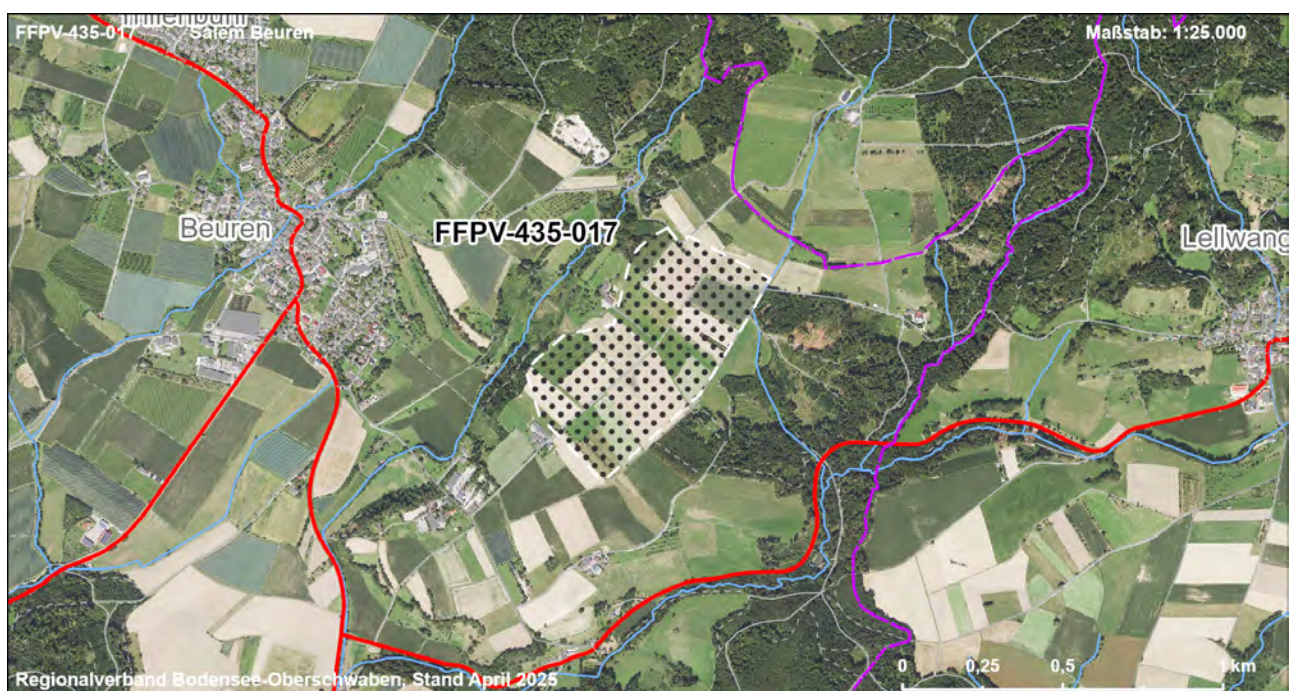 FFPV-435-017 Salem Beuren
Maßstab: 1:25.000
Beuren
FFPV-435-017
Lellwang
0 0,25 0,5 1 km
Regionalverband Bodensee-Oberschwaben, Stand April 2025